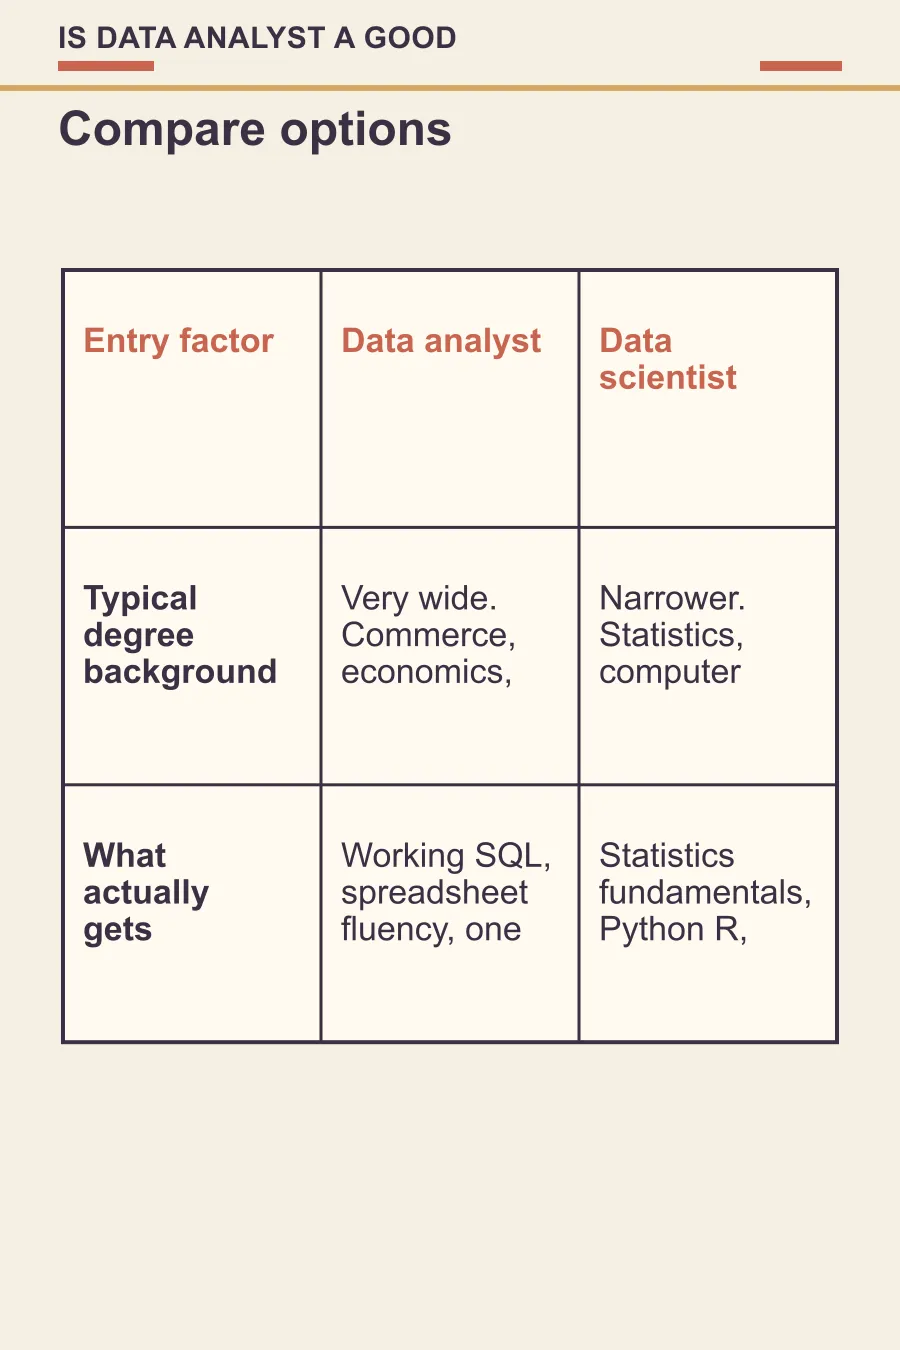 IS DATA ANALYST A GOOD
Compare options
Entry factor
Data analyst
Data
scientist
Typical
degree
background
Very wide.
Commerce,
economics,
Narrower.
Statistics,
computer
What
actually
gets
Working SQL,
spreadsheet
fluency, one
Statistics
fundamentals,
Python R,